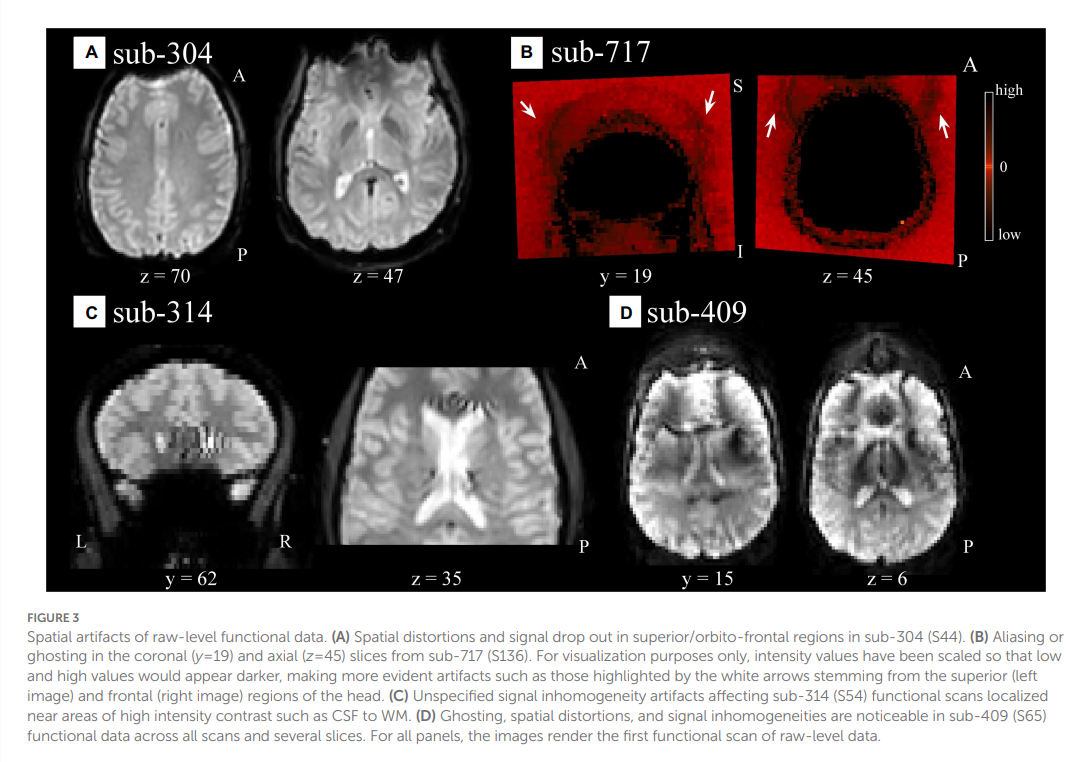 A sub-304
A
P
z = 70
z = 47
B sub-717
S
I
y = 19
A
P
z = 45
high
0
low
C sub-314
L
R
y = 62
A
P
z = 35
D sub-409
A
P
y = 15
z = 6
FIGURE 3
Spatial artifacts of raw-level functional data. (A) Spatial distortions and signal drop out in superior/orbito-frontal regions in sub-304 (S44). (B) Aliasing or
ghosting in the coronal (y=19) and axial (z=45) slices from sub-717 (S136). For visualization purposes only, intensity values have been scaled so that low
and high values would appear darker, making more evident artifacts such as those highlighted by the white arrows stemming from the superior (left
image) and frontal (right image) regions of the head. (C) Unspecified signal inhomogeneity artifacts affecting sub-314 (S54) functional scans localized
near areas of high intensity contrast such as CSF to WM. (D) Ghosting, spatial distortions, and signal inhomogeneities are noticeable in sub-409 (S65)
functional data across all scans and several slices. For all panels, the images render the first functional scan of raw-level data.